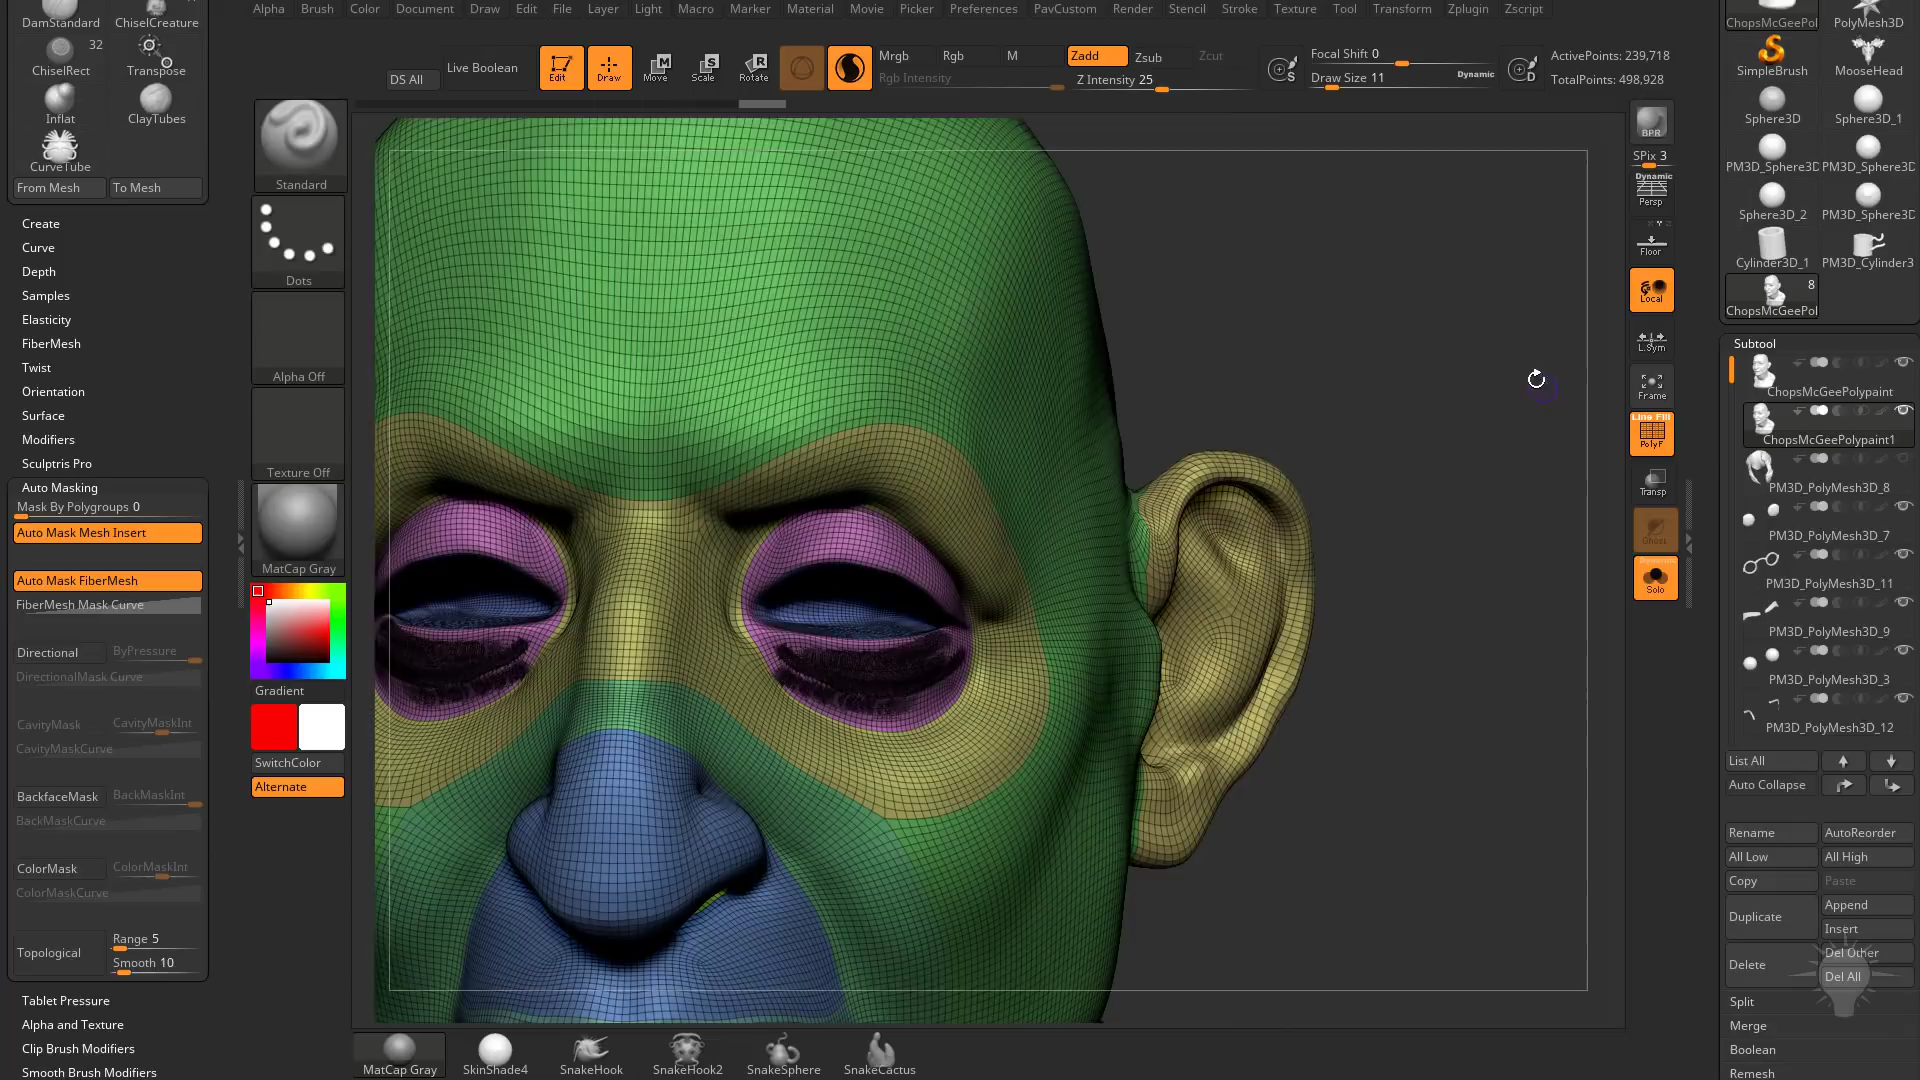 Alpha Brush Color Document Draw Edit File Layer Light Macro Marker Material Movie Picker Preferences PavCustom Render Stencil Stroke Texture Tool Transform Zplugin Zscript
DamStandard ChiselCreature
32
ChiselRect Transpose
Inflat ClayTubes
CurveTube
From Mesh To Mesh
Create
Curve
Depth
Samples
Elasticity
FiberMesh
Twist
Orientation
Surface
Modifiers
Sculptris Pro
Auto Masking
Mask By Polygroups 0
Auto Mask Mesh Insert
Auto Mask FiberMesh
FiberMesh Mask Curve
Directional ByPressure
DirectionalMask Curve
CavityMask CavityMaskInt
CavityMaskCurve
BackfaceMask BackMaskInt
BackMaskCurve
ColorMask ColorMaskInt
ColorMaskCurve
Topological
Range 5
Smooth 10
Tablet Pressure
Alpha and Texture
Clip Brush Modifiers
Smooth Brush Modifiers
DS All
Live Boolean
Edit
Draw
Move
Scale
Rotate
Mrgb Rgb M
Rgb Intensity
Zadd Zsub Zcut
Z Intensity 25
S
Focal Shift 0
Draw Size 11
Dynamic
D
ActivePoints: 239,718
TotalPoints: 498,928
Standard
Dots
Alpha Off
Texture Off
MatCap Gray
Gradient
SwitchColor
Alternate
BPR
SPix 3
Dynamic
Persp
Floor
Local
L.Sym
Frame
Line Fill
PolyF
Transp
Ghost
Dynamic
Solo
MatCap Gray SkinShade4 SnakeHook SnakeHook2 SnakeSphere SnakeCactus
ChopsMcGeePol PolyMesh3D
SimpleBrush MooseHead
Sphere3D Sphere3D_1
PM3D_Sphere3D PM3D_Sphere3D
Sphere3D_2 PM3D_Sphere3D
Cylinder3D_1 PM3D_Cylinder3
8
ChopsMcGeePol
Subtool
ChopsMcGeePolypaint
ChopsMcGeePolypaint1
PM3D_PolyMesh3D_8
PM3D_PolyMesh3D_7
PM3D_PolyMesh3D_11
PM3D_PolyMesh3D_9
PM3D_PolyMesh3D_3
PM3D_PolyMesh3D_12
List All
Auto Collapse
Rename AutoReorder
All Low All High
Copy Paste
Duplicate Append
Insert
Delete Del Other
Del All
Split
Merge
Boolean
Remesh